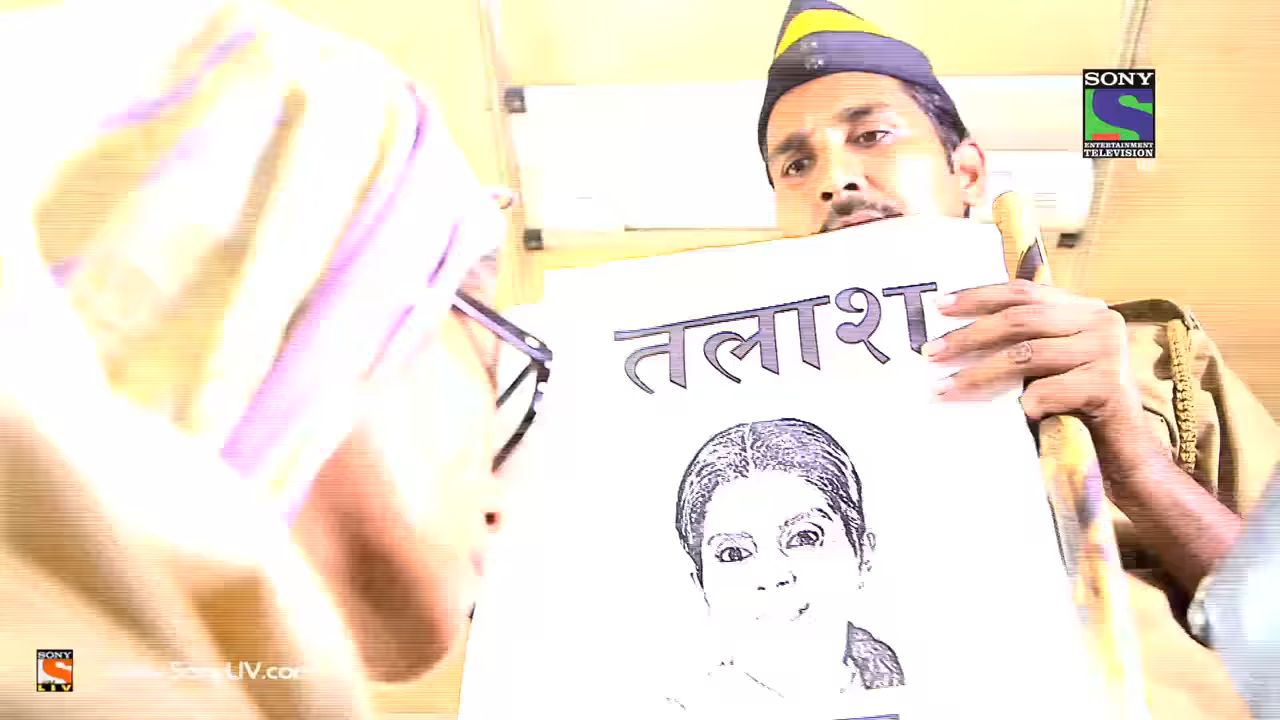 SONY
ENTERTAINMENT
TELEVISION
तलाश
SONY
LIV
SonyLIV.com